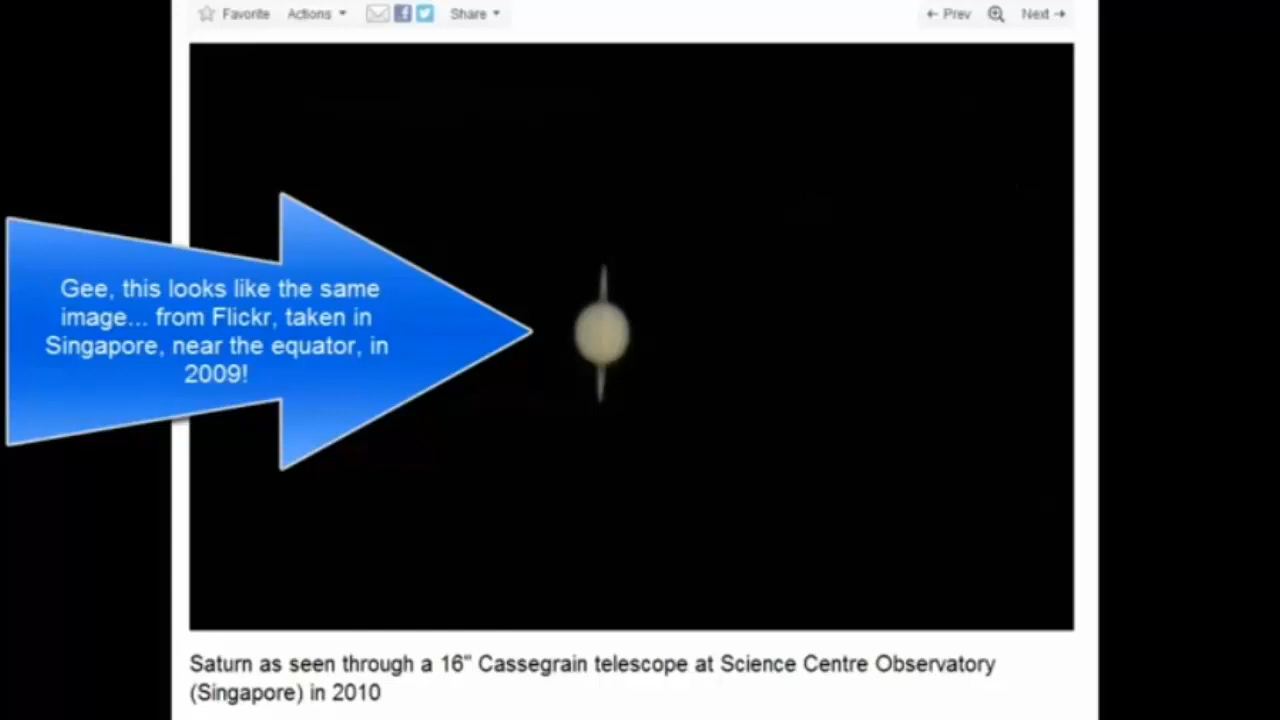 Favorite Actions Share ← Prev Next →
Gee, this looks like the same
image... from Flickr, taken in
Singapore, near the equator, in
2009!
Saturn as seen through a 16" Cassegrain telescope at Science Centre Observatory
(Singapore) in 2010